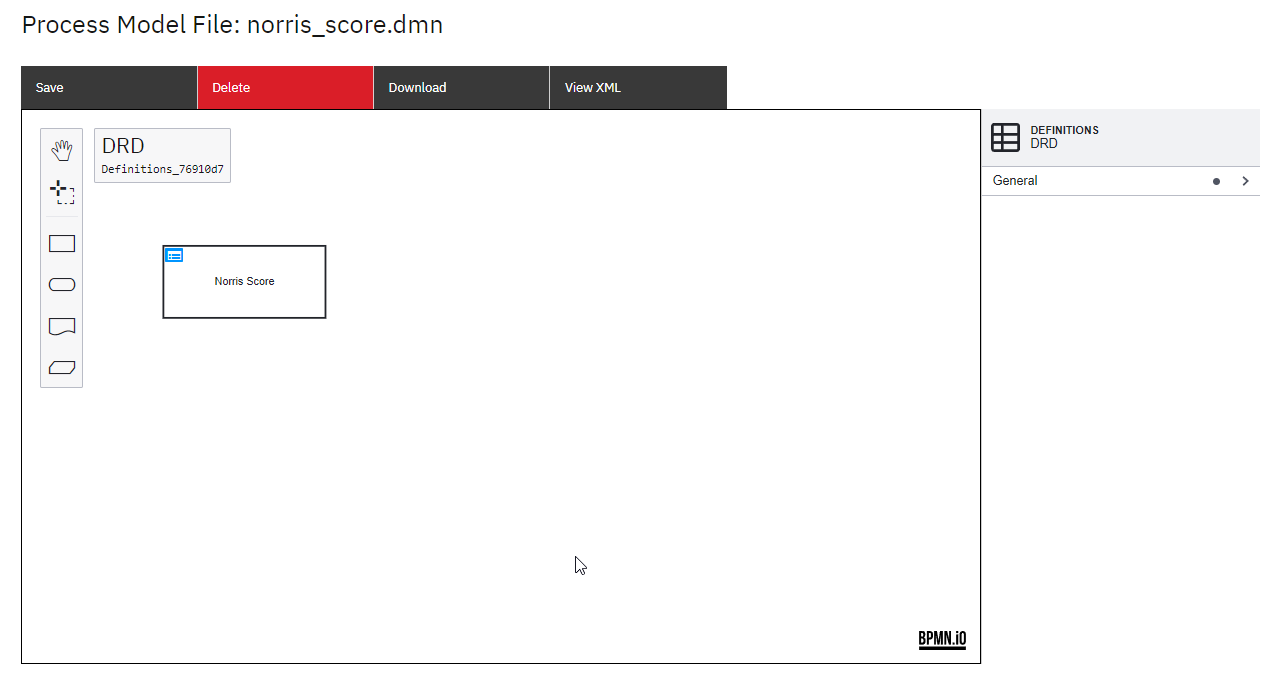 Process Model File: norris_score.dmn
Save
Delete
Download
View XML
DRD
Definitions_76910d7
DEFINITIONS
DRD
General
Norris Score
BPMN.iO